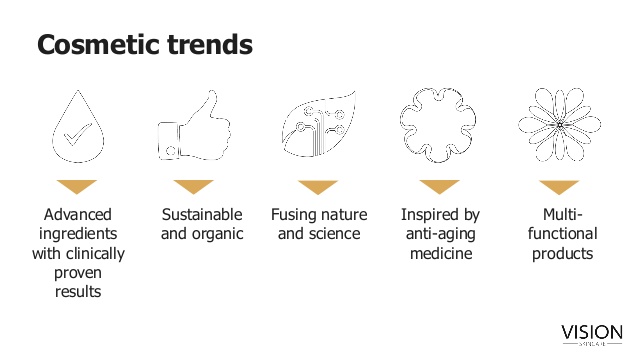 Cosmetic trends
Advanced
ingredients
with clinically
proven
results
Sustainable
and organic
Fusing nature
and science
Inspired by
anti-aging
medicine
Multi-
functional
products
VISION
SKINCARE